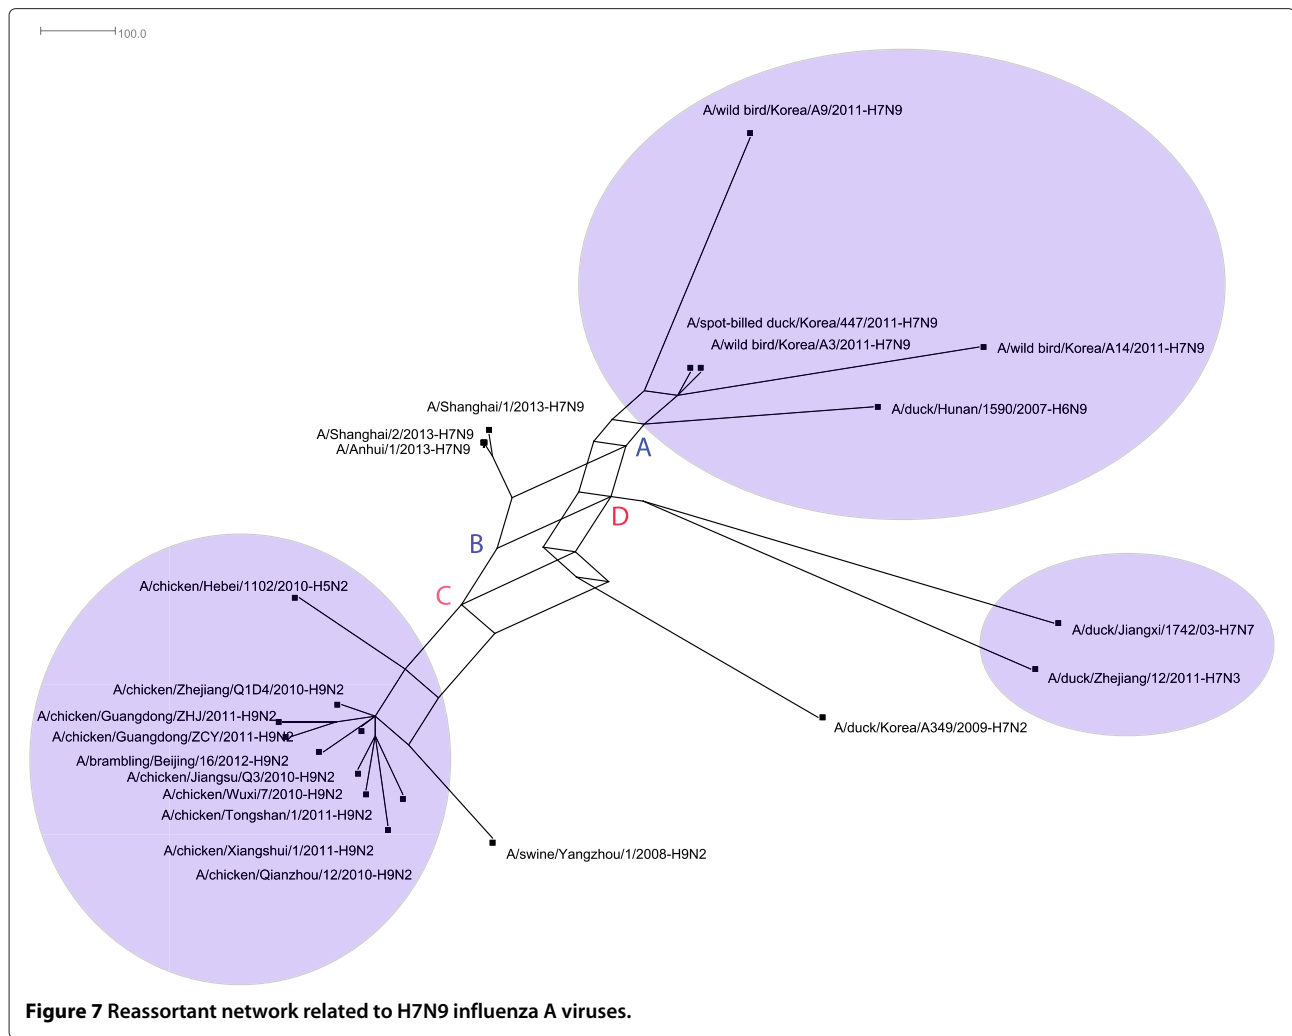 100.0
A/wild bird/Korea/A9/2011-H7N9
A/spot-billed duck/Korea/447/2011-H7N9
A/wild bird/Korea/A3/2011-H7N9
A/wild bird/Korea/A14/2011-H7N9
A/duck/Hunan/1590/2007-H6N9
A/Shanghai/1/2013-H7N9
A/Shanghai/2/2013-H7N9
A/Anhui/1/2013-H7N9
A
D
B
C
A/chicken/Hebei/1102/2010-H5N2
A/duck/Jiangxi/1742/03-H7N7
A/duck/Zhejiang/12/2011-H7N3
A/chicken/Zhejiang/Q1D4/2010-H9N2
A/chicken/Guangdong/ZHJ/2011-H9N2
A/duck/Korea/A349/2009-H7N2
A/chicken/Guangdong/ZCY/2011-H9N2
A/brambling/Beijing/16/2012-H9N2
A/chicken/Jiangsu/Q3/2010-H9N2
A/chicken/Wuxi/7/2010-H9N2
A/chicken/Tongshan/1/2011-H9N2
A/chicken/Xiangshui/1/2011-H9N2
A/swine/Yangzhou/1/2008-H9N2
A/chicken/Qianzhou/12/2010-H9N2
Figure 7 Reassortant network related to H7N9 influenza A viruses.